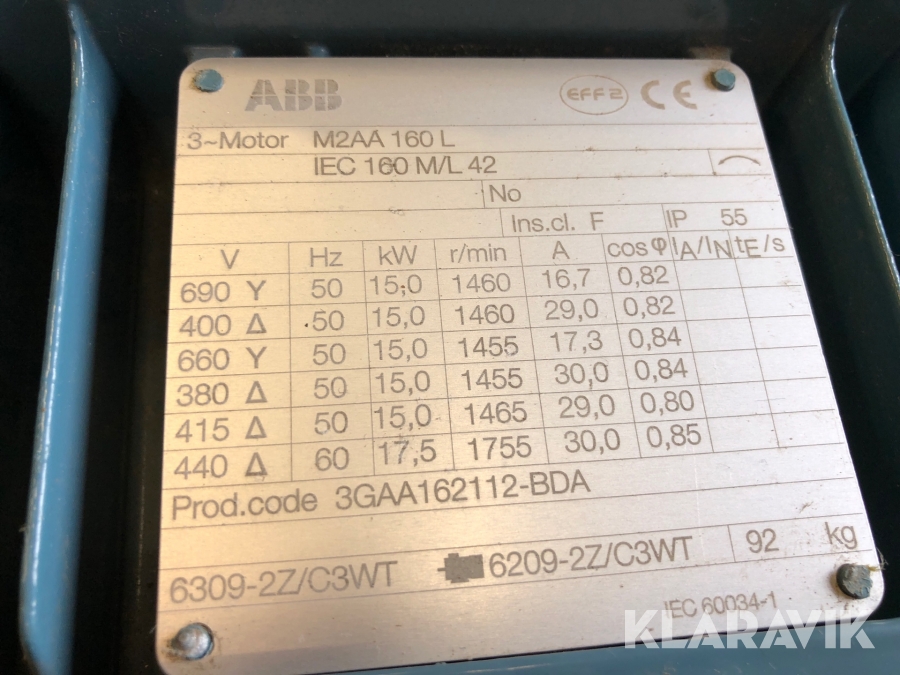 ABB EFF2 CE
3~Motor M2AA 160 L
IEC 160 M/L 42
No
Ins.cl. F IP 55
V Hz kW r/min A cosφ IA/IN tE/s
690 Y 50 15,0 1460 16,7 0,82
400 Δ 50 15,0 1460 29,0 0,82
660 Y 50 15,0 1455 17,3 0,84
380 Δ 50 15,0 1455 30,0 0,84
415 Δ 50 15,0 1465 29,0 0,80
440 Δ 60 17,5 1755 30,0 0,85
Prod.code 3GAA162112-BDA
6309-2Z/C3WT 6209-2Z/C3WT 92 kg
IEC 60034-1
KLARAVIK